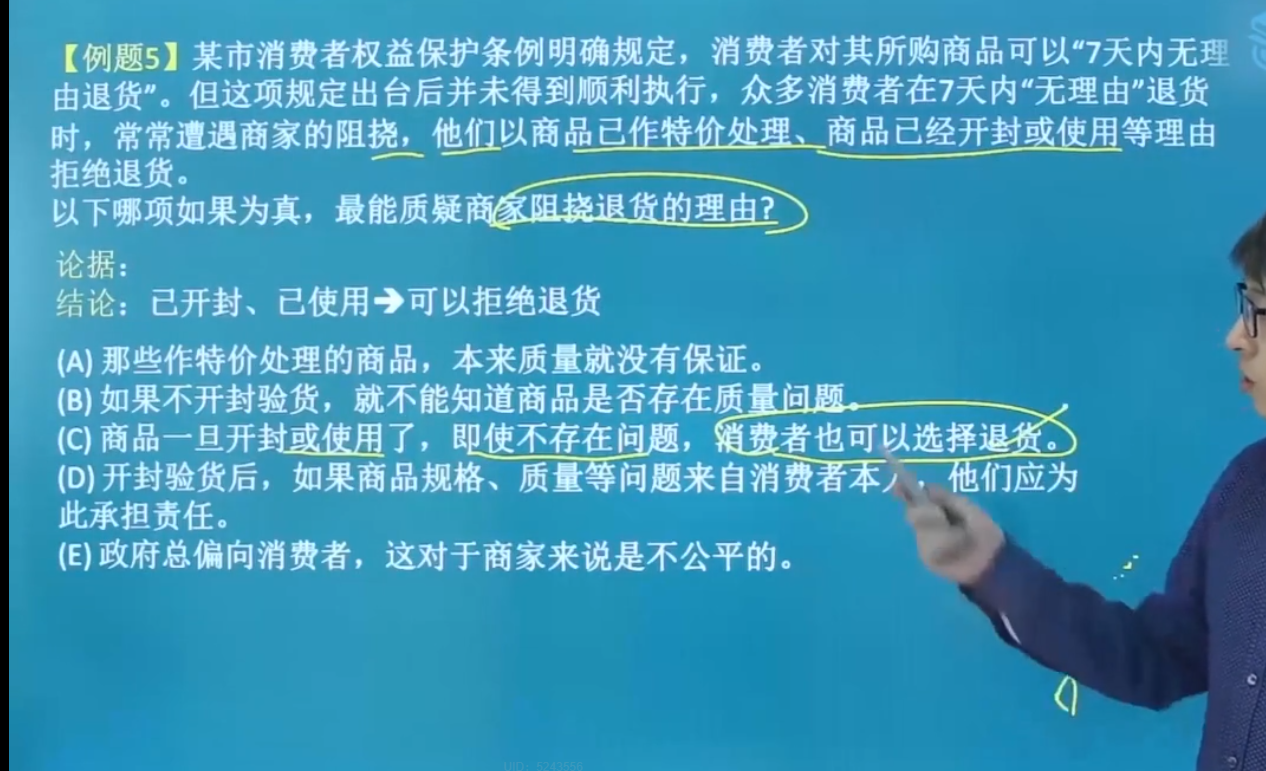 【例题5】某市消费者权益保护条例明确规定，消费者对其所购商品可以“7天内无理
由退货”。但这项规定出台后并未得到顺利执行，众多消费者在7天内“无理由”退货
时，常常遭遇商家的阻挠，他们以商品已作特价处理、商品已经开封或使用等理由
拒绝退货。
以下哪项如果为真，最能质疑商家阻挠退货的理由?
论据：
结论：已开封、已使用➔可以拒绝退货
(A) 那些作特价处理的商品，本来质量就没有保证。
(B) 如果不开封验货，就不能知道商品是否存在质量问题。
(C) 商品一旦开封或使用了，即使不存在问题，消费者也可以选择退货。
(D) 开封验货后，如果商品规格、质量等问题来自消费者本人，他们应为
此承担责任。
(E) 政府总偏向消费者，这对于商家来说是不公平的。
UID: 5243556